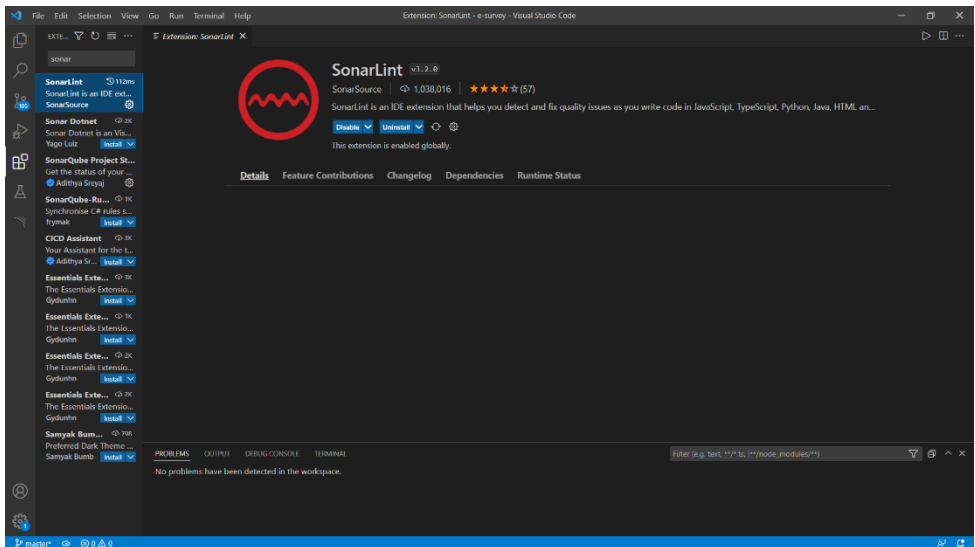 File Edit Selection View Go Run Terminal Help
Extension: SonarLint - e-survey - Visual Studio Code
EXTE...
Extension: SonarLint
sonar
SonarLint 112ms
SonarLint is an IDE ext...
SonarSource
Sonar Dotnet 2K
Sonar Dotnet is an Vis...
Yago Luiz Install
SonarQube Project St...
Get the status of your ...
Adithya Sreyaj
SonarQube-Ru... 1K
Synchronise C# rules s...
frymak Install
CICD Assistant 3K
Your Assistant for the t...
Adithya Sr... Install
Essentials Exte... 2K
The Essentials Extensio...
Gydunhn Install
Essentials Exte... 1K
The Essentials Extensio...
Gydunhn Install
Essentials Exte... 2K
The Essentials Extensio...
Gydunhn Install
Essentials Exte... 2K
The Essentials Extensio...
Gydunhn Install
Samyak Bum... 798
Preferred Dark Theme ...
Samyak Bumb Install
SonarLint v3.2.0
SonarSource 1,038,016 (57)
SonarLint is an IDE extension that helps you detect and fix quality issues as you write code in JavaScript, TypeScript, Python, Java, HTML an...
Disable Uninstall
This extension is enabled globally.
Details Feature Contributions Changelog Dependencies Runtime Status
PROBLEMS OUTPUT DEBUG CONSOLE TERMINAL
Filter (e.g. text, **/*.ts, !**/node_modules/**)
No problems have been detected in the workspace.
master* 0 0